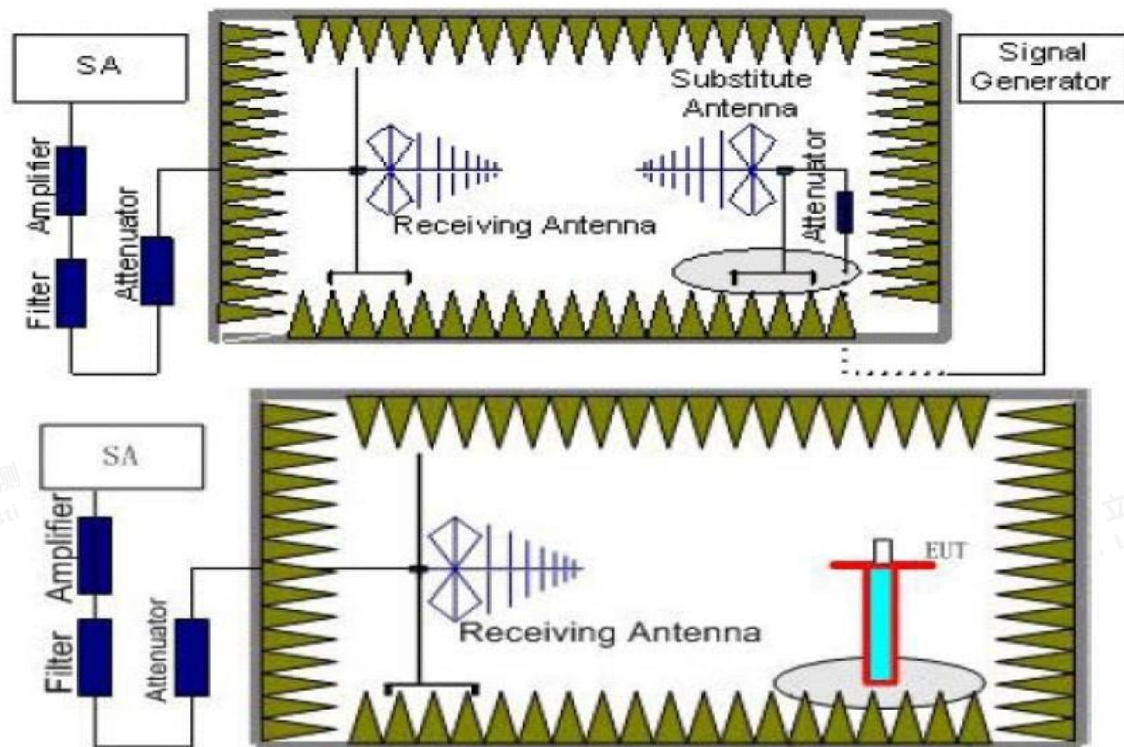 SA
Signal
Generator
Substitute
Antenna
Amplifier
Attenuator
Filter
Receiving Antenna
Attenuator
SA
Amplifier
Filter
Attenuator
EUT
Receiving Antenna